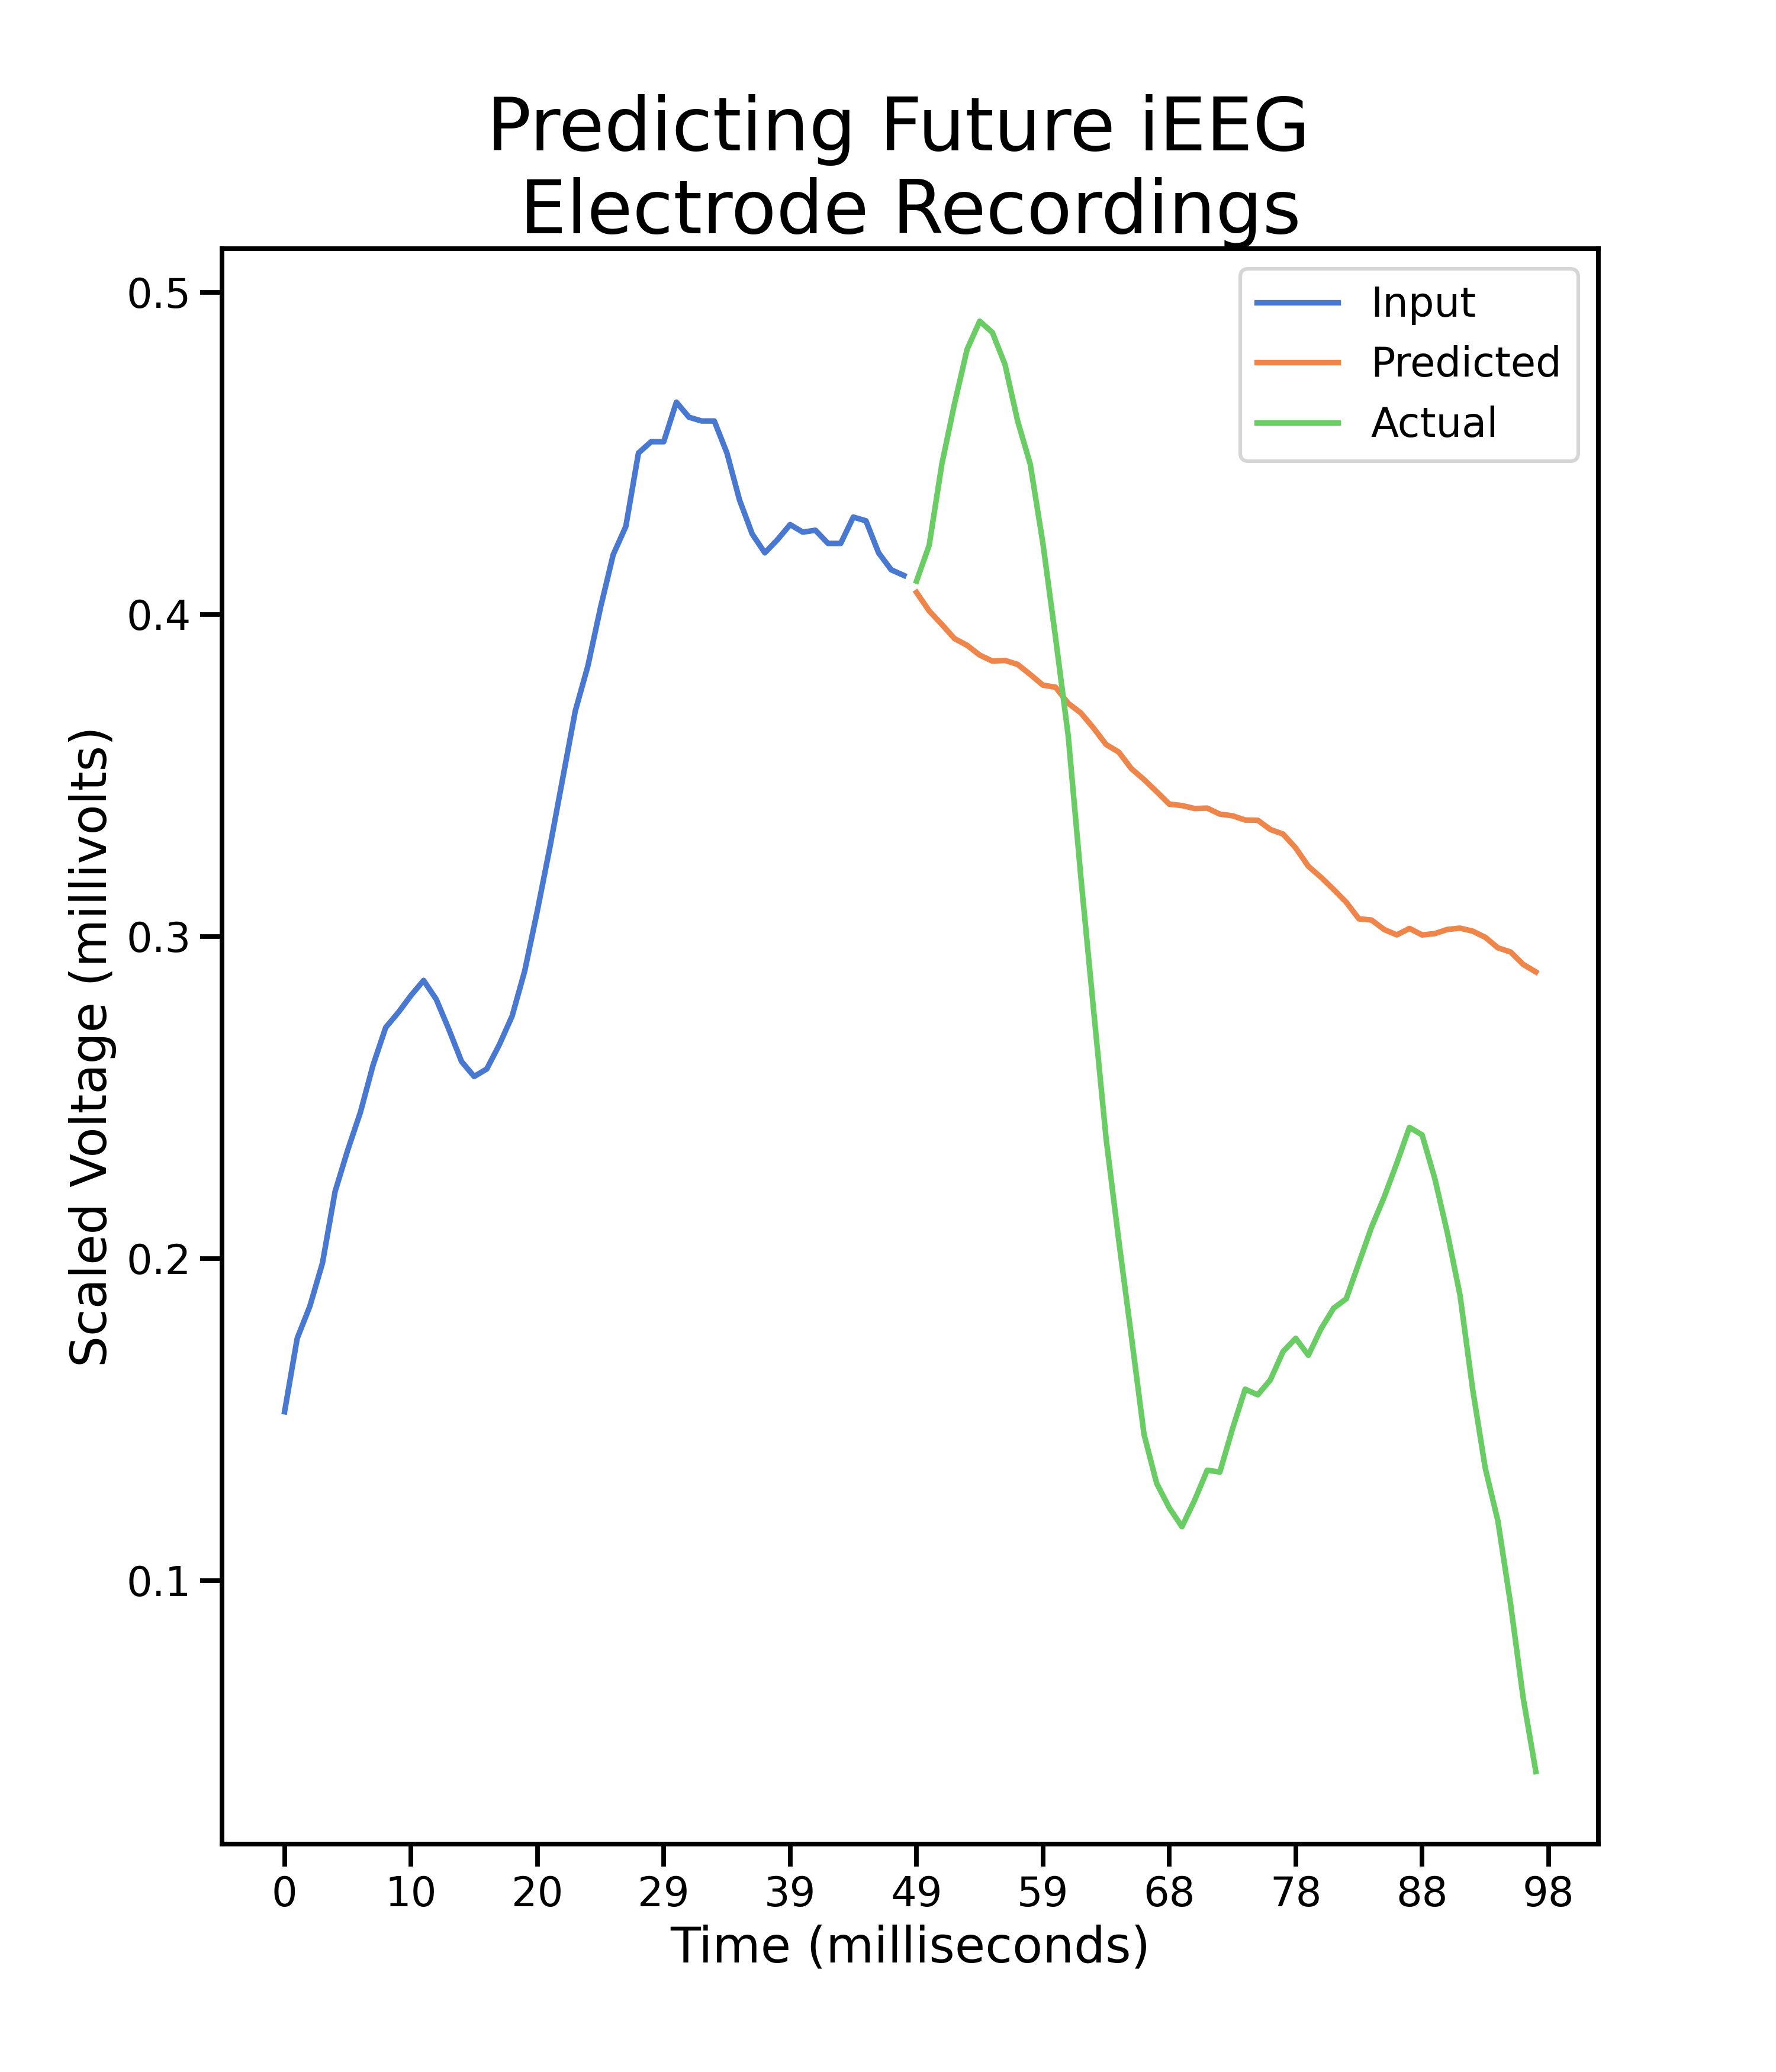 Predicting Future iEEG
Electrode Recordings
Input
Predicted
Actual
Scaled Voltage (millivolts)
0.5
0.4
0.3
0.2
0.1
0 10 20 29 39 49 59 68 78 88 98
Time (milliseconds)